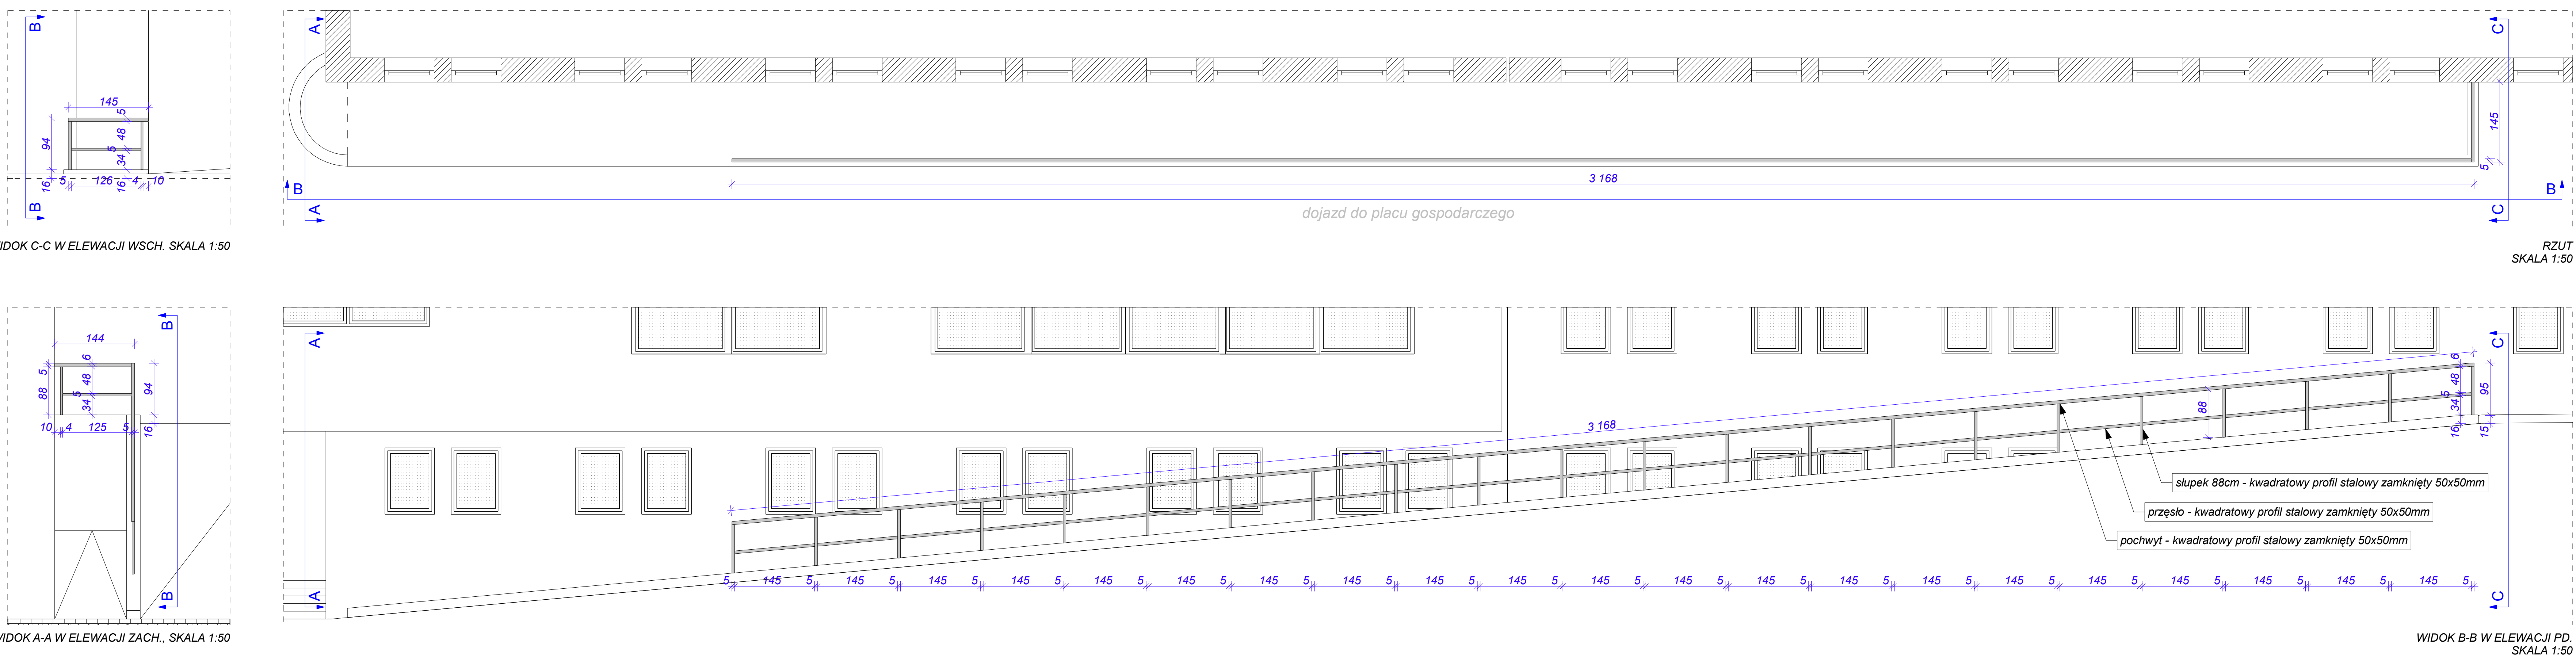 B
145
5
48
94
5
34
16
5
126
16
4
10
B
IDOK C-C W ELEWACJI WSCH. SKALA 1:50
A
C
145
5
3 168
B
B
A
C
dojazd do placu gospodarczego
RZUT
SKALA 1:50
B
144
6
5
48
88
5
34
94
10
4
125
5
16
B
WIDOK A-A W ELEWACJI ZACH., SKALA 1:50
A
C
6
48
5
34
95
88
16
15
3 168
słupek 88cm - kwadratowy profil stalowy zamknięty 50x50mm
przęsło - kwadratowy profil stalowy zamknięty 50x50mm
pochwyt - kwadratowy profil stalowy zamknięty 50x50mm
5 145 5 145 5 145 5 145 5 145 5 145 5 145 5 145 5 145 5 145 5 145 5 145 5 145 5 145 5 145 5 145 5 145 5 145 5 145 5 145 5 145 5
A
C
WIDOK B-B W ELEWACJI PD.
SKALA 1:50